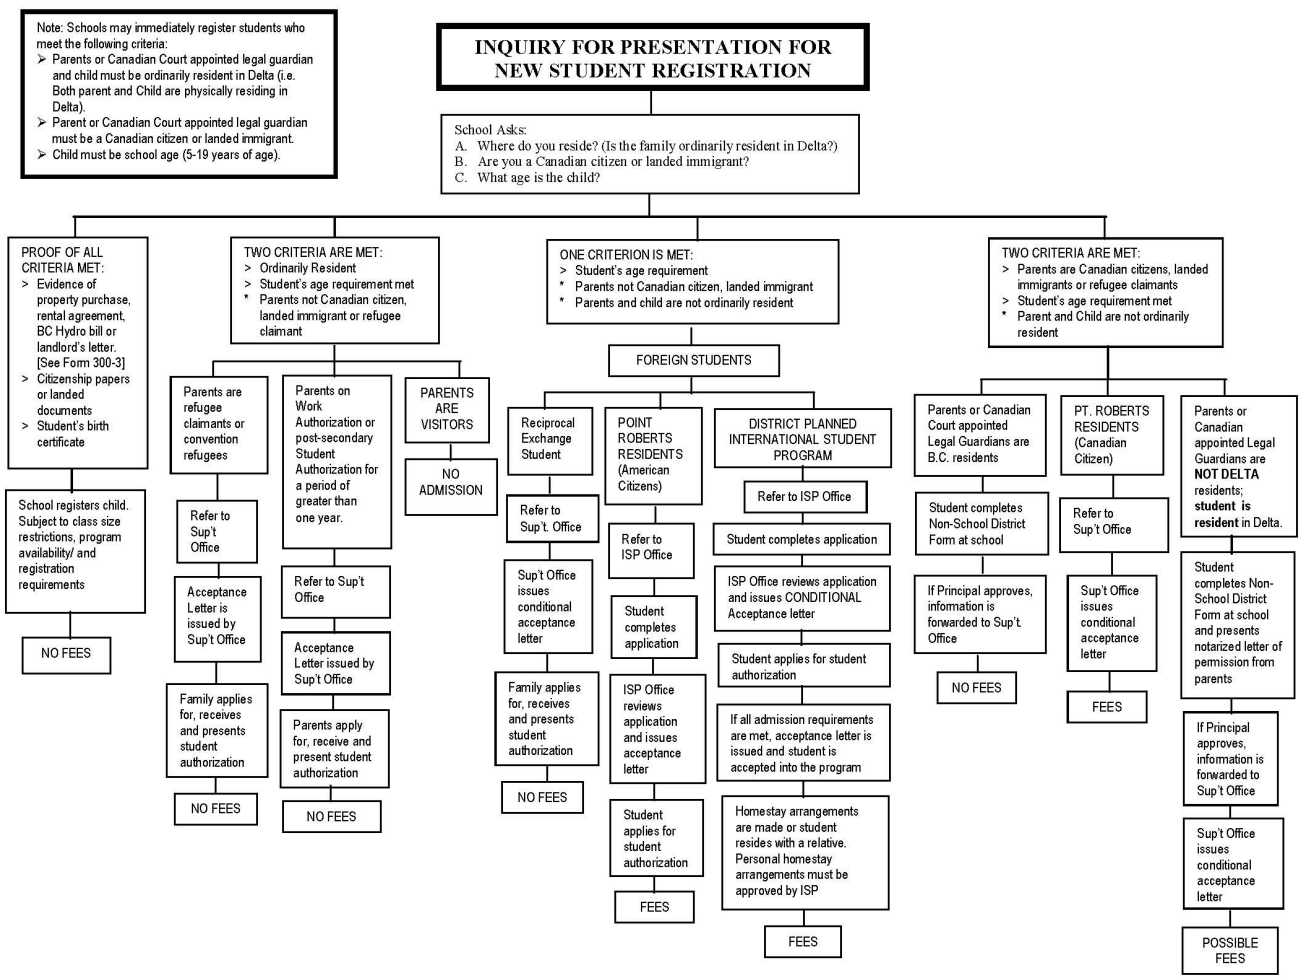 Note: Schools may immediately register students who
meet the following criteria:
➢ Parents or Canadian Court appointed legal guardian
and child must be ordinarily resident in Delta (i.e.
Both parent and Child are physically residing in
Delta).
➢ Parent or Canadian Court appointed legal guardian
must be a Canadian citizen or landed immigrant.
➢ Child must be school age (5-19 years of age).
INQUIRY FOR PRESENTATION FOR
NEW STUDENT REGISTRATION
School Asks:
A. Where do you reside? (Is the family ordinarily resident in Delta?)
B. Are you a Canadian citizen or landed immigrant?
C. What age is the child?
PROOF OF ALL
CRITERIA MET:
> Evidence of
property purchase,
rental agreement,
BC Hydro bill or
landlord's letter.
[See Form 300-3]
> Citizenship papers
or landed
documents
> Student's birth
certificate
School registers child.
Subject to class size
restrictions, program
availability/ and
registration
requirements
NO FEES
TWO CRITERIA ARE MET:
> Ordinarily Resident
> Student's age requirement met
* Parents not Canadian citizen,
landed immigrant or refugee
claimant
Parents are
refugee
claimants or
convention
refugees
Refer to
Sup't
Office
Acceptance
Letter is
issued by
Sup't Office
Family applies
for, receives
and presents
student
authorization
NO FEES
Parents on
Work
Authorization or
post-secondary
Student
Authorization for
a period of
greater than
one year.
Refer to Sup't
Office
Acceptance
Letter issued by
Sup't Office
Parents apply
for, receive and
present student
authorization
NO FEES
PARENTS
ARE
VISITORS
NO
ADMISSION
ONE CRITERION IS MET:
> Student's age requirement
* Parents not Canadian citizen, landed immigrant
* Parents and child are not ordinarily resident
FOREIGN STUDENTS
Reciprocal
Exchange
Student
Refer to
Sup't. Office
Sup't Office
issues
conditional
acceptance
letter
Family applies
for, receives
and presents
student
authorization
NO FEES
POINT
ROBERTS
RESIDENTS
(American
Citizens)
Refer to
ISP Office
Student
completes
application
ISP Office
reviews
application
and issues
acceptance
letter
Student
applies for
student
authorization
FEES
DISTRICT PLANNED
INTERNATIONAL STUDENT
PROGRAM
Refer to ISP Office
Student completes application
ISP Office reviews application
and issues CONDITIONAL
Acceptance letter
Student applies for student
authorization
If all admission requirements
are met, acceptance letter is
issued and student is
accepted into the program
Homestay arrangements
are made or student
resides with a relative.
Personal homestay
arrangements must be
approved by ISP
FEES
TWO CRITERIA ARE MET:
> Parents are Canadian citizens, landed
immigrants or refugee claimants
> Student's age requirement met
* Parent and Child are not ordinarily
resident
Parents or Canadian
Court appointed
Legal Guardians are
B.C. residents
Student completes
Non-School District
Form at school
If Principal approves,
information is
forwarded to Sup't.
Office
NO FEES
PT. ROBERTS
RESIDENTS
(Canadian
Citizen)
Refer to
Sup't Office
Sup't Office
issues
conditional
acceptance
letter
FEES
Parents or
Canadian
appointed Legal
Guardians are
NOT DELTA
residents;
student is
resident in Delta.
Student
completes Non-
School District
Form at school
and presents
notarized letter of
permission from
parents
If Principal
approves,
information is
forwarded to
Sup't Office
Sup't Office
issues
conditional
acceptance
letter
POSSIBLE
FEES